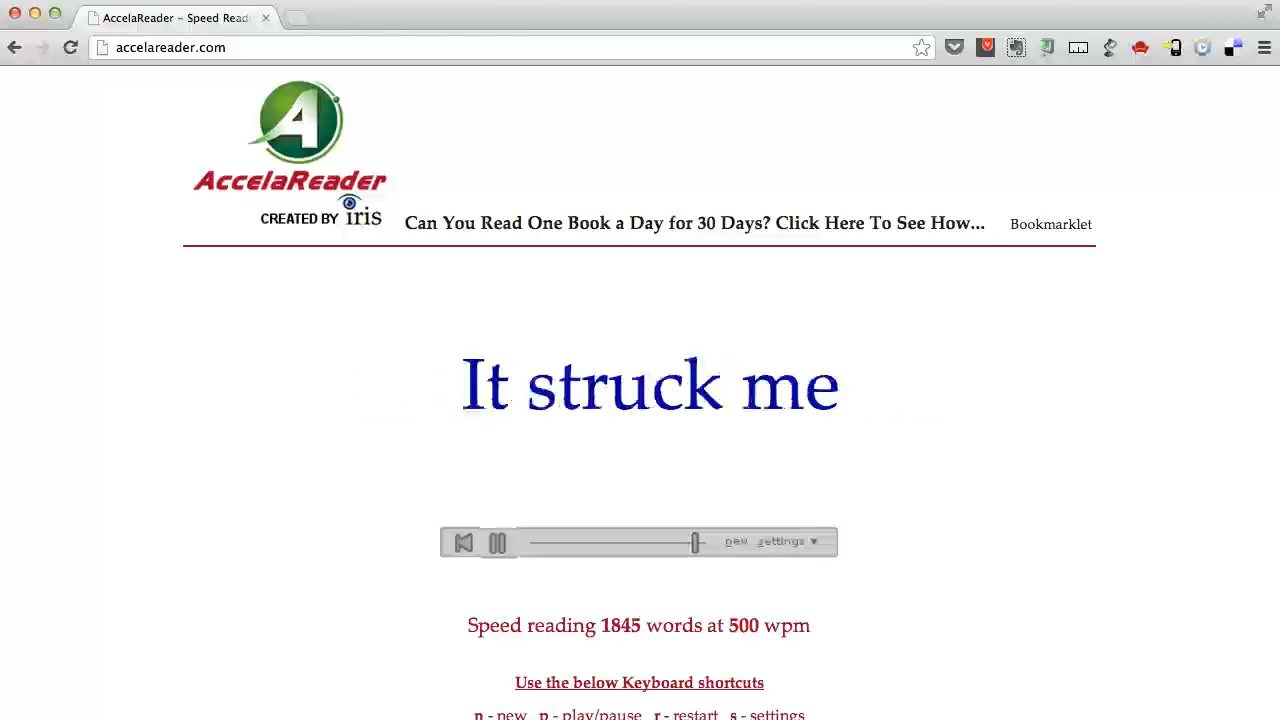 AccelaReader - Speed Read
accelareader.com
A
AccelaReader
CREATED BY iris
Can You Read One Book a Day for 30 Days? Click Here To See How...
Bookmarklet
It struck me
new settings ▼
Speed reading 1845 words at 500 wpm
Use the below Keyboard shortcuts
n - new p - play/pause r - restart s - settings